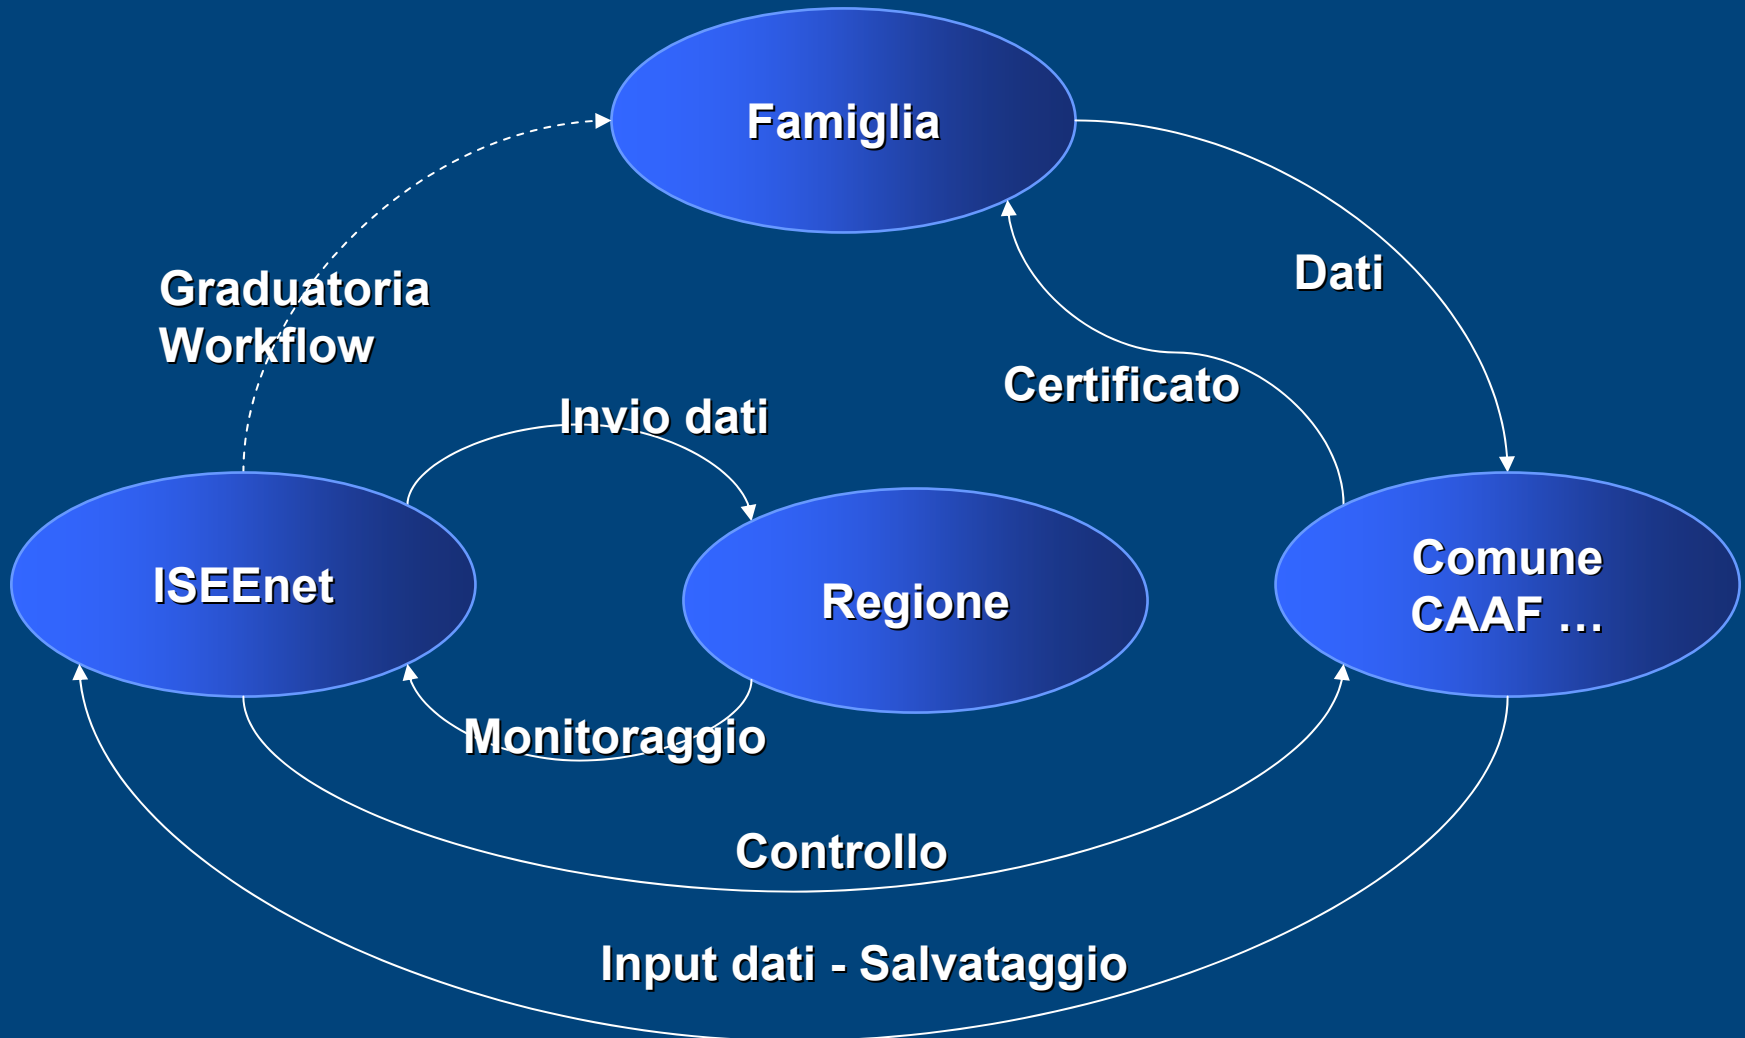 Famiglia
Dati
Graduatoria
Workflow
Certificato
Invio dati
ISEEnet
Regione
Comune
CAAF …
Monitoraggio
Controllo
Input dati - Salvataggio